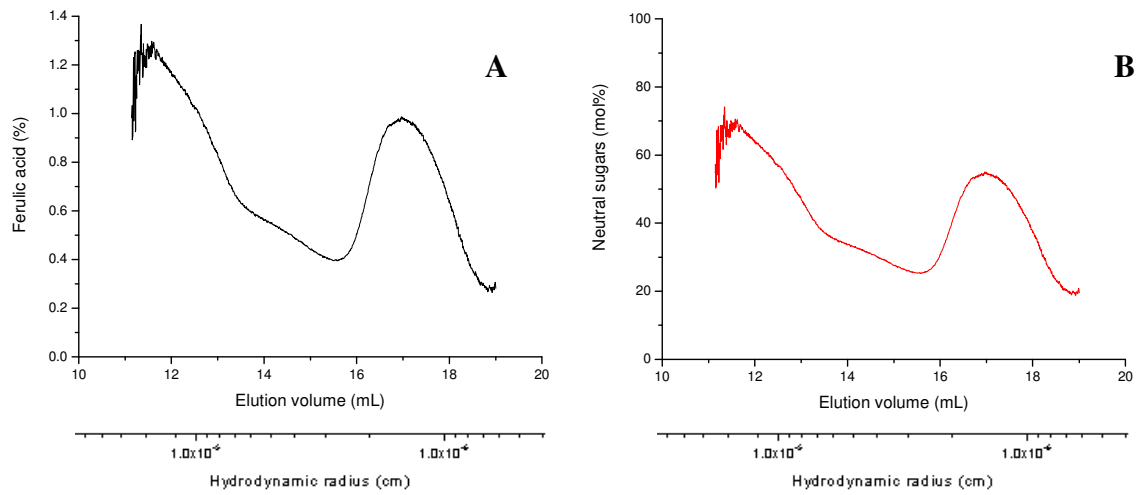 A
Ferulic acid (%)
1.4
1.2
1.0
0.8
0.6
0.4
0.2
0.0
10 12 14 16 18 20
Elution volume (mL)
1.0x10⁻⁵ 1.0x10⁻⁶
Hydrodynamic radius (cm)
B
Neutral sugars (mol%)
100
80
60
40
20
0
10 12 14 16 18 20
Elution volume (mL)
1.0x10⁻⁵ 1.0x10⁻⁶
Hydrodynamic radius (cm)